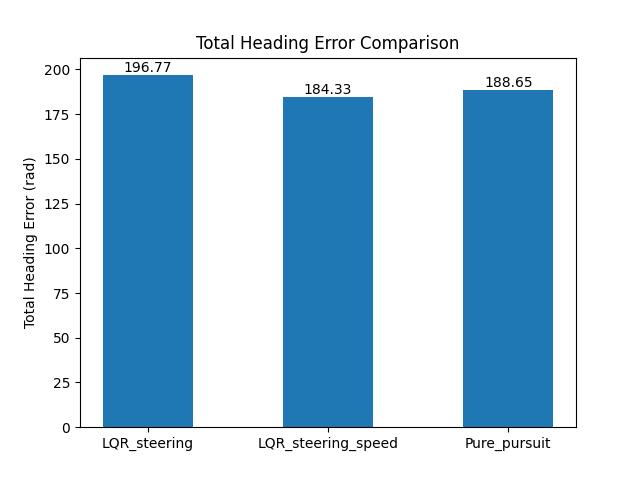 Total Heading Error Comparison
196.77
184.33
188.65
Total Heading Error (rad)
200
175
150
125
100
75
50
25
0
LQR_steering
LQR_steering_speed
Pure_pursuit